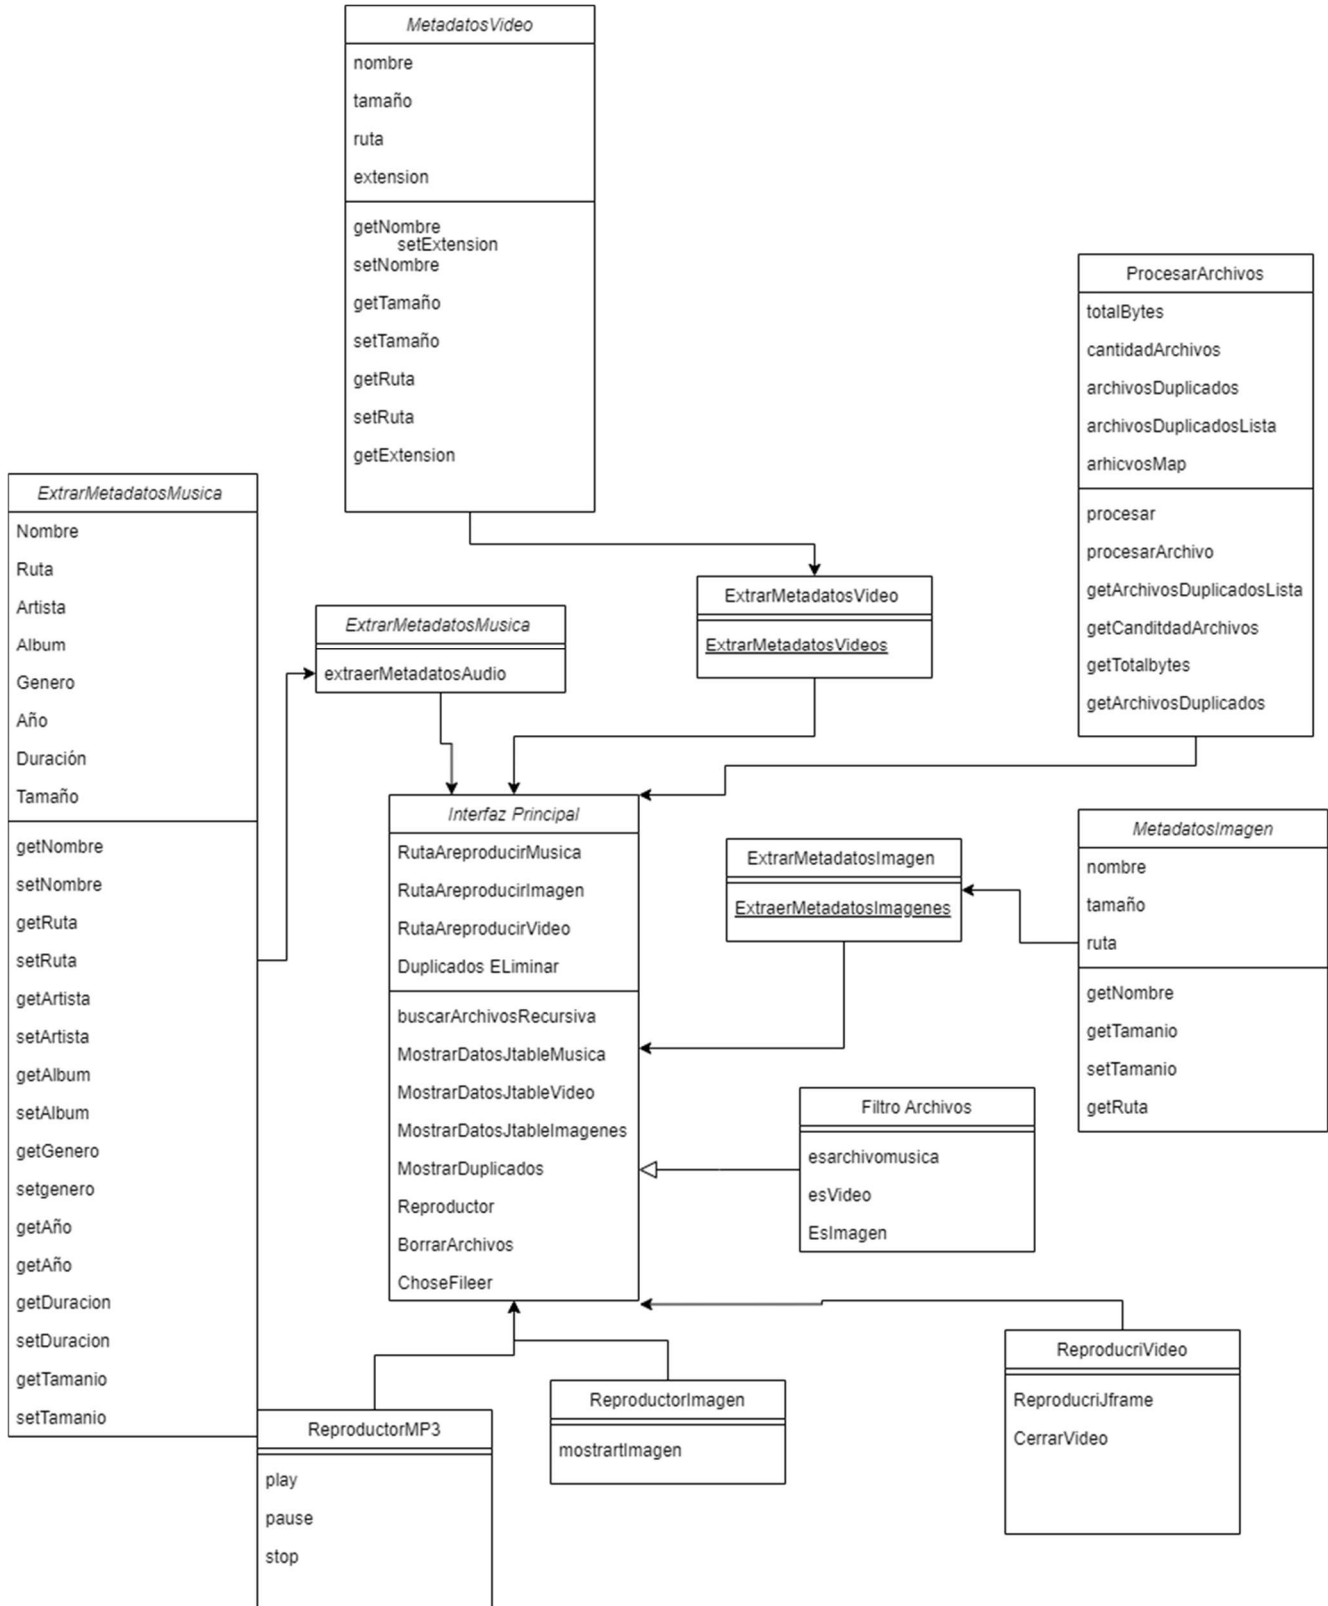 MetadatosVideo
nombre
tamaño
ruta
extension
getNombre
setExtension
setNombre
getTamaño
setTamaño
getRuta
setRuta
getExtension
ProcesarArchivos
totalBytes
cantidadArchivos
archivosDuplicados
archivosDuplicadosLista
arhicvosMap
procesar
procesarArchivo
getArchivosDuplicadosLista
getCanditdadArchivos
getTotalbytes
getArchivosDuplicados
ExtrarMetadatosMusica
Nombre
Ruta
Artista
Album
Genero
Año
Duración
Tamaño
getNombre
setNombre
getRuta
setRuta
getArtista
setArtista
getAlbum
setAlbum
getGenero
setgenero
getAño
getAño
getDuracion
setDuracion
getTamanio
setTamanio
ExtrarMetadatosMusica
extraerMetadatosAudio
ExtrarMetadatosVideo
ExtrarMetadatosVideos
Interfaz Principal
RutaAreproducirMusica
RutaAreproducirImagen
RutaAreproducirVideo
Duplicados ELiminar
buscarArchivosRecursiva
MostrarDatosJtableMusica
MostrarDatosJtableVideo
MostrarDatosJtableImagenes
MostrarDuplicados
Reproductor
BorrarArchivos
ChoseFileer
ExtrarMetadatosImagen
ExtraerMetadatosImagenes
MetadatosImagen
nombre
tamaño
ruta
getNombre
getTamanio
setTamanio
getRuta
Filtro Archivos
esarchivomusica
esVideo
EsImagen
ReproductorMP3
play
pause
stop
ReproductorImagen
mostrartImagen
ReproducriVideo
ReproducriJframe
CerrarVideo